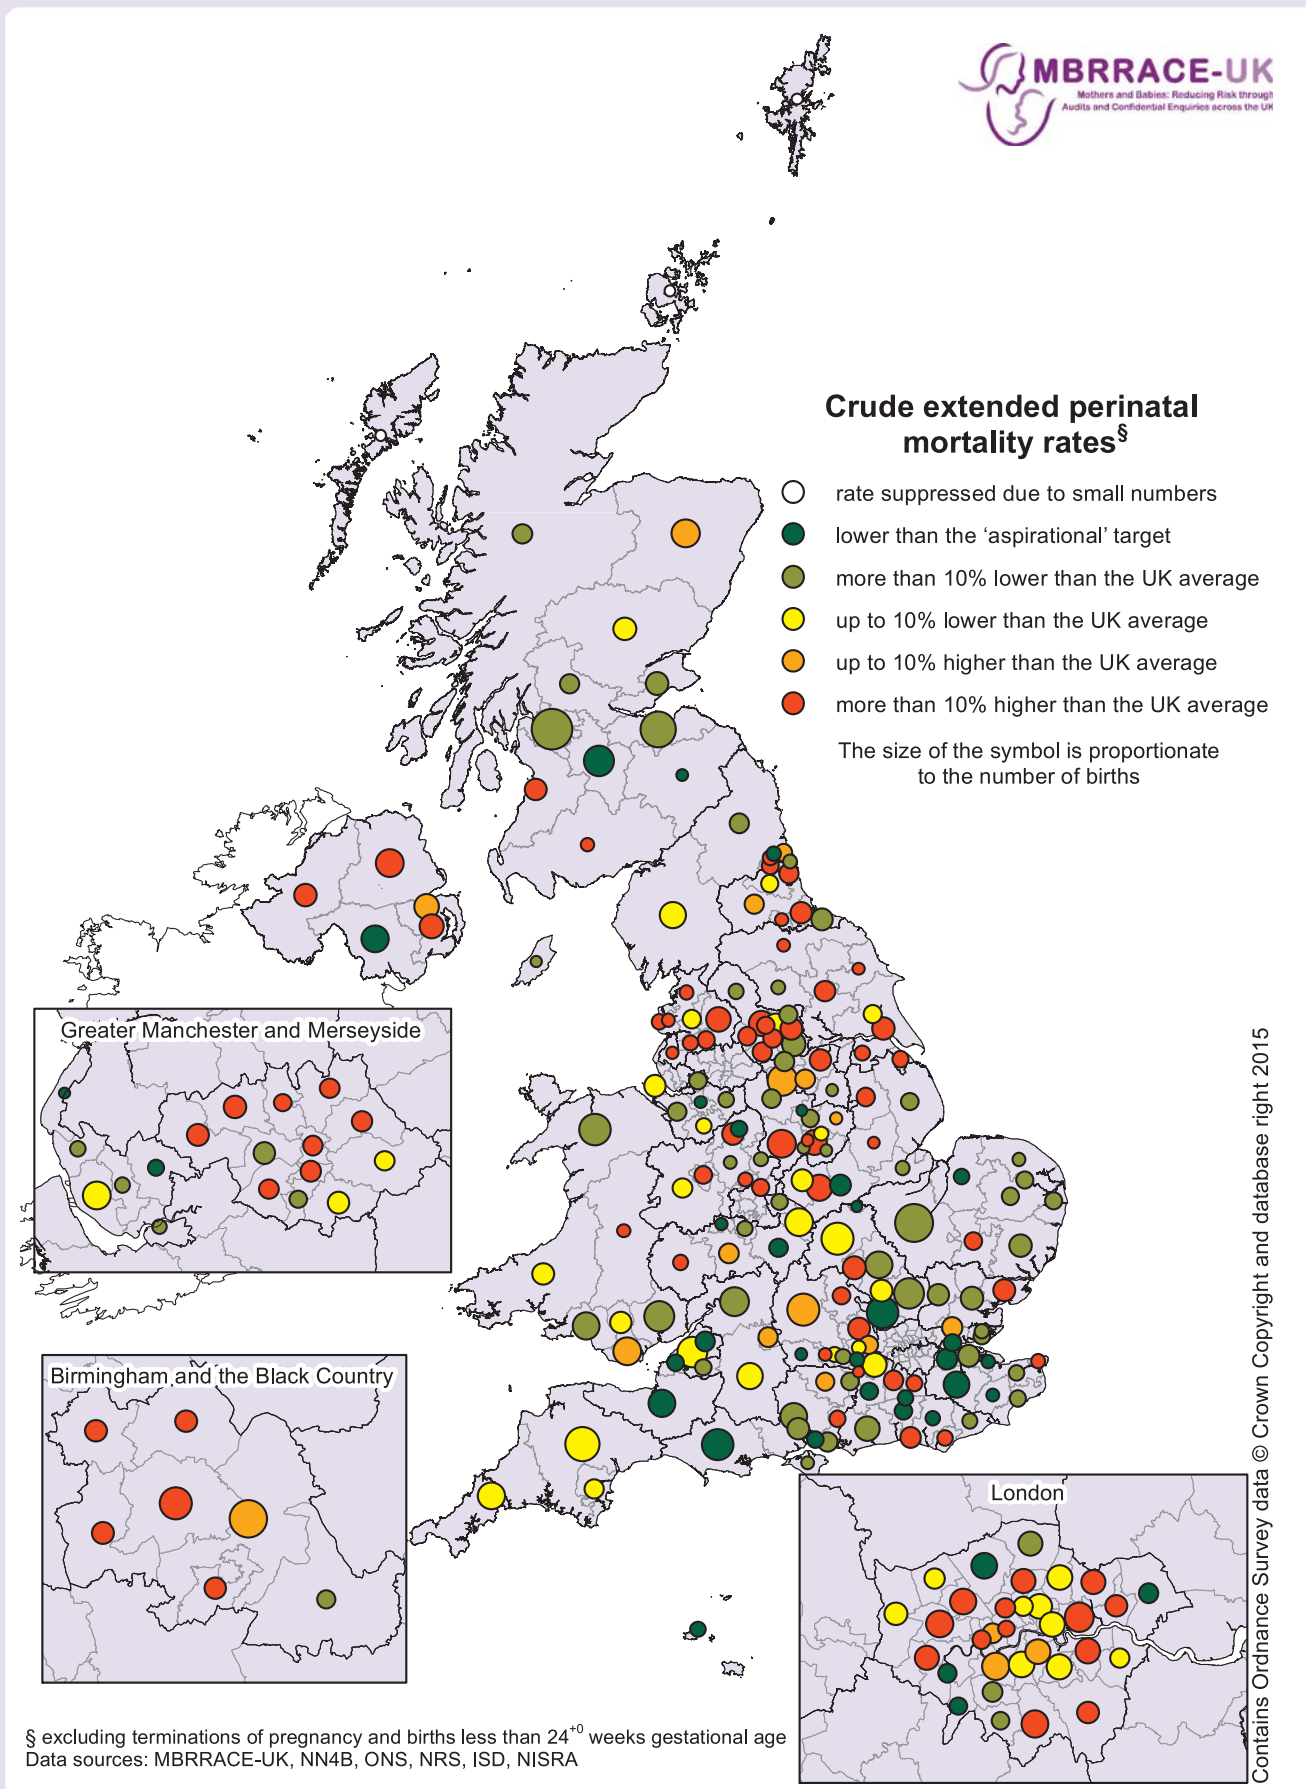 MBRRACE-UK
Mothers and Babies: Reducing Risk through
Audits and Confidential Enquiries across the UK
Crude extended perinatal
mortality rates§
rate suppressed due to small numbers
lower than the ‘aspirational’ target
more than 10% lower than the UK average
up to 10% lower than the UK average
up to 10% higher than the UK average
more than 10% higher than the UK average
The size of the symbol is proportionate
to the number of births
Greater Manchester and Merseyside
Birmingham and the Black Country
London
Contains Ordnance Survey data © Crown Copyright and database right 2015
§ excluding terminations of pregnancy and births less than 24+0 weeks gestational age
Data sources: MBRRACE-UK, NN4B, ONS, NRS, ISD, NISRA